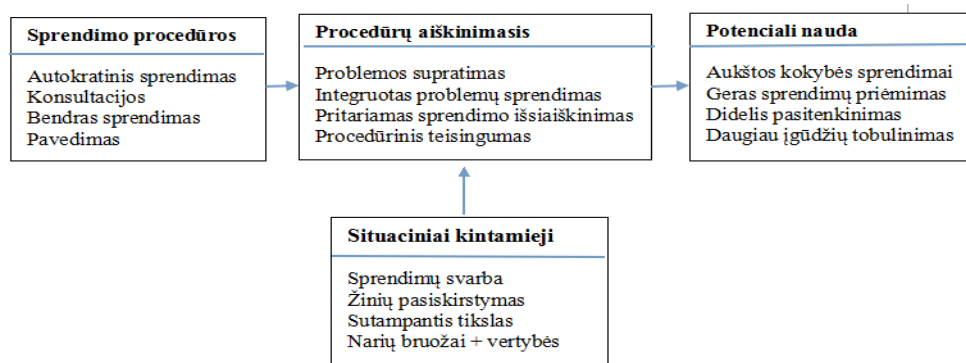 Sprendimo procedūros
Autokratinis sprendimas
Konsultacijos
Bendras sprendimas
Pavedimas
Procedūrų aiškinimasis
Problemos supratimas
Integruotas problemų sprendimas
Pritariamas sprendimo išsiaiškinimas
Procedūrinis teisingumas
Potenciali nauda
Aukštos kokybės sprendimai
Geras sprendimų priėmimas
Didelis pasitenkinimas
Daugiau įgūdžių tobulinimas
Situaciniai kintamieji
Sprendimų svarba
Žinių pasiskirstymas
Sutampantis tikslas
Narių bruožai + vertybės